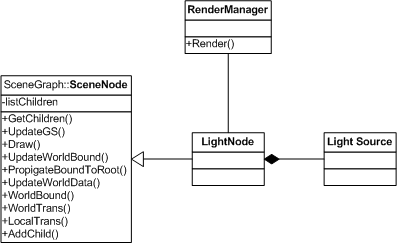 RenderManager
+Render()
SceneGraph::SceneNode
-listChildren
+GetChildren()
+UpdateGS()
+Draw()
+UpdateWorldBound()
+PropigateBoundToRoot()
+UpdateWorldData()
+WorldBound()
+WorldTrans()
+LocalTrans()
+AddChild()
LightNode
Light Source